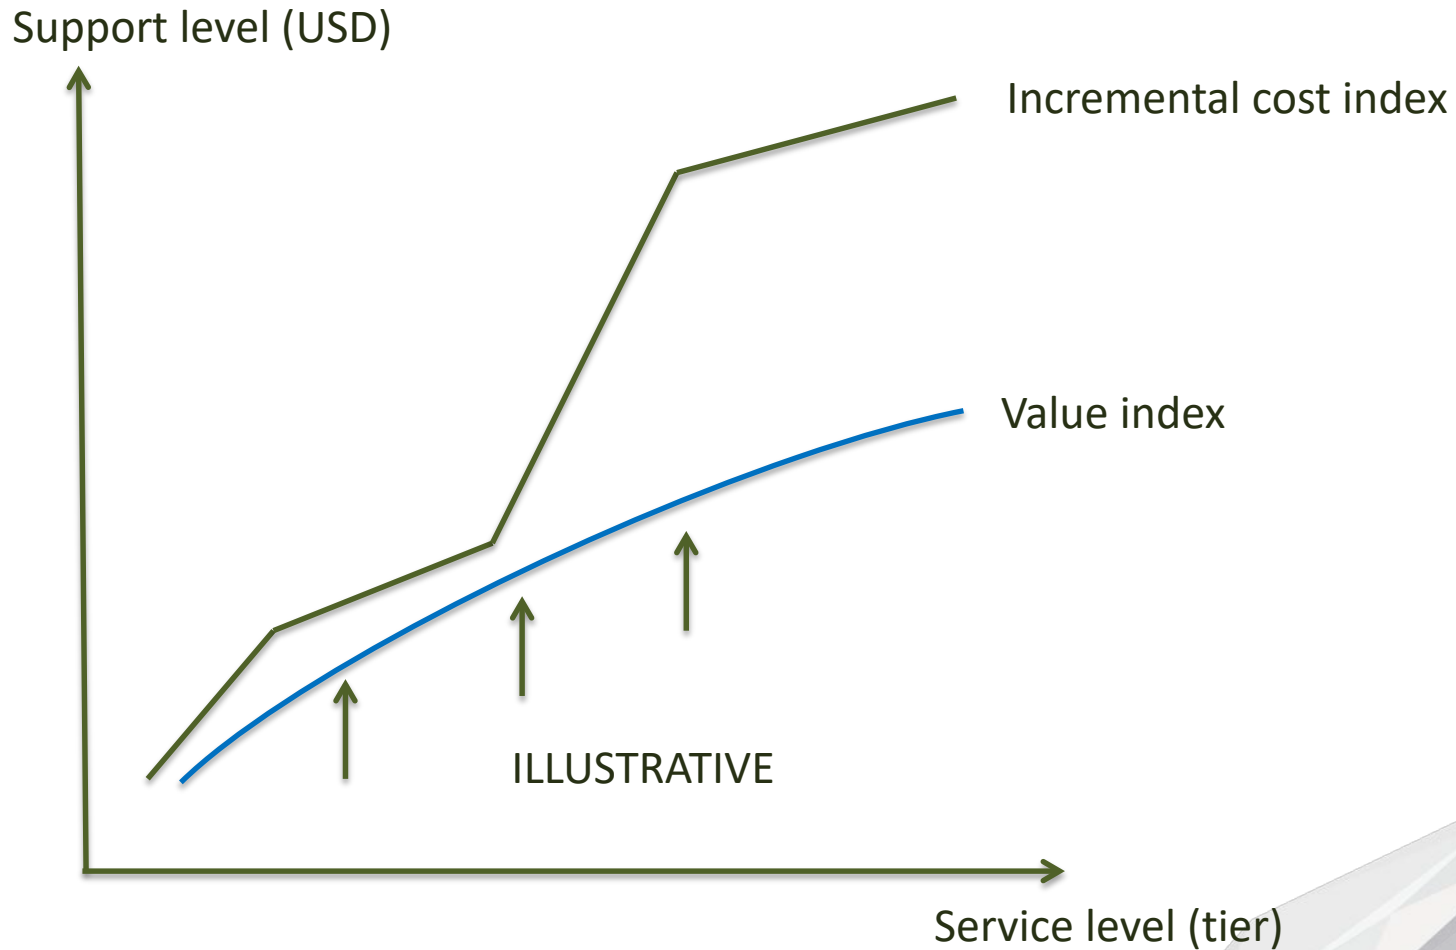 Support level (USD)
Incremental cost index
Value index
ILLUSTRATIVE
Service level (tier)